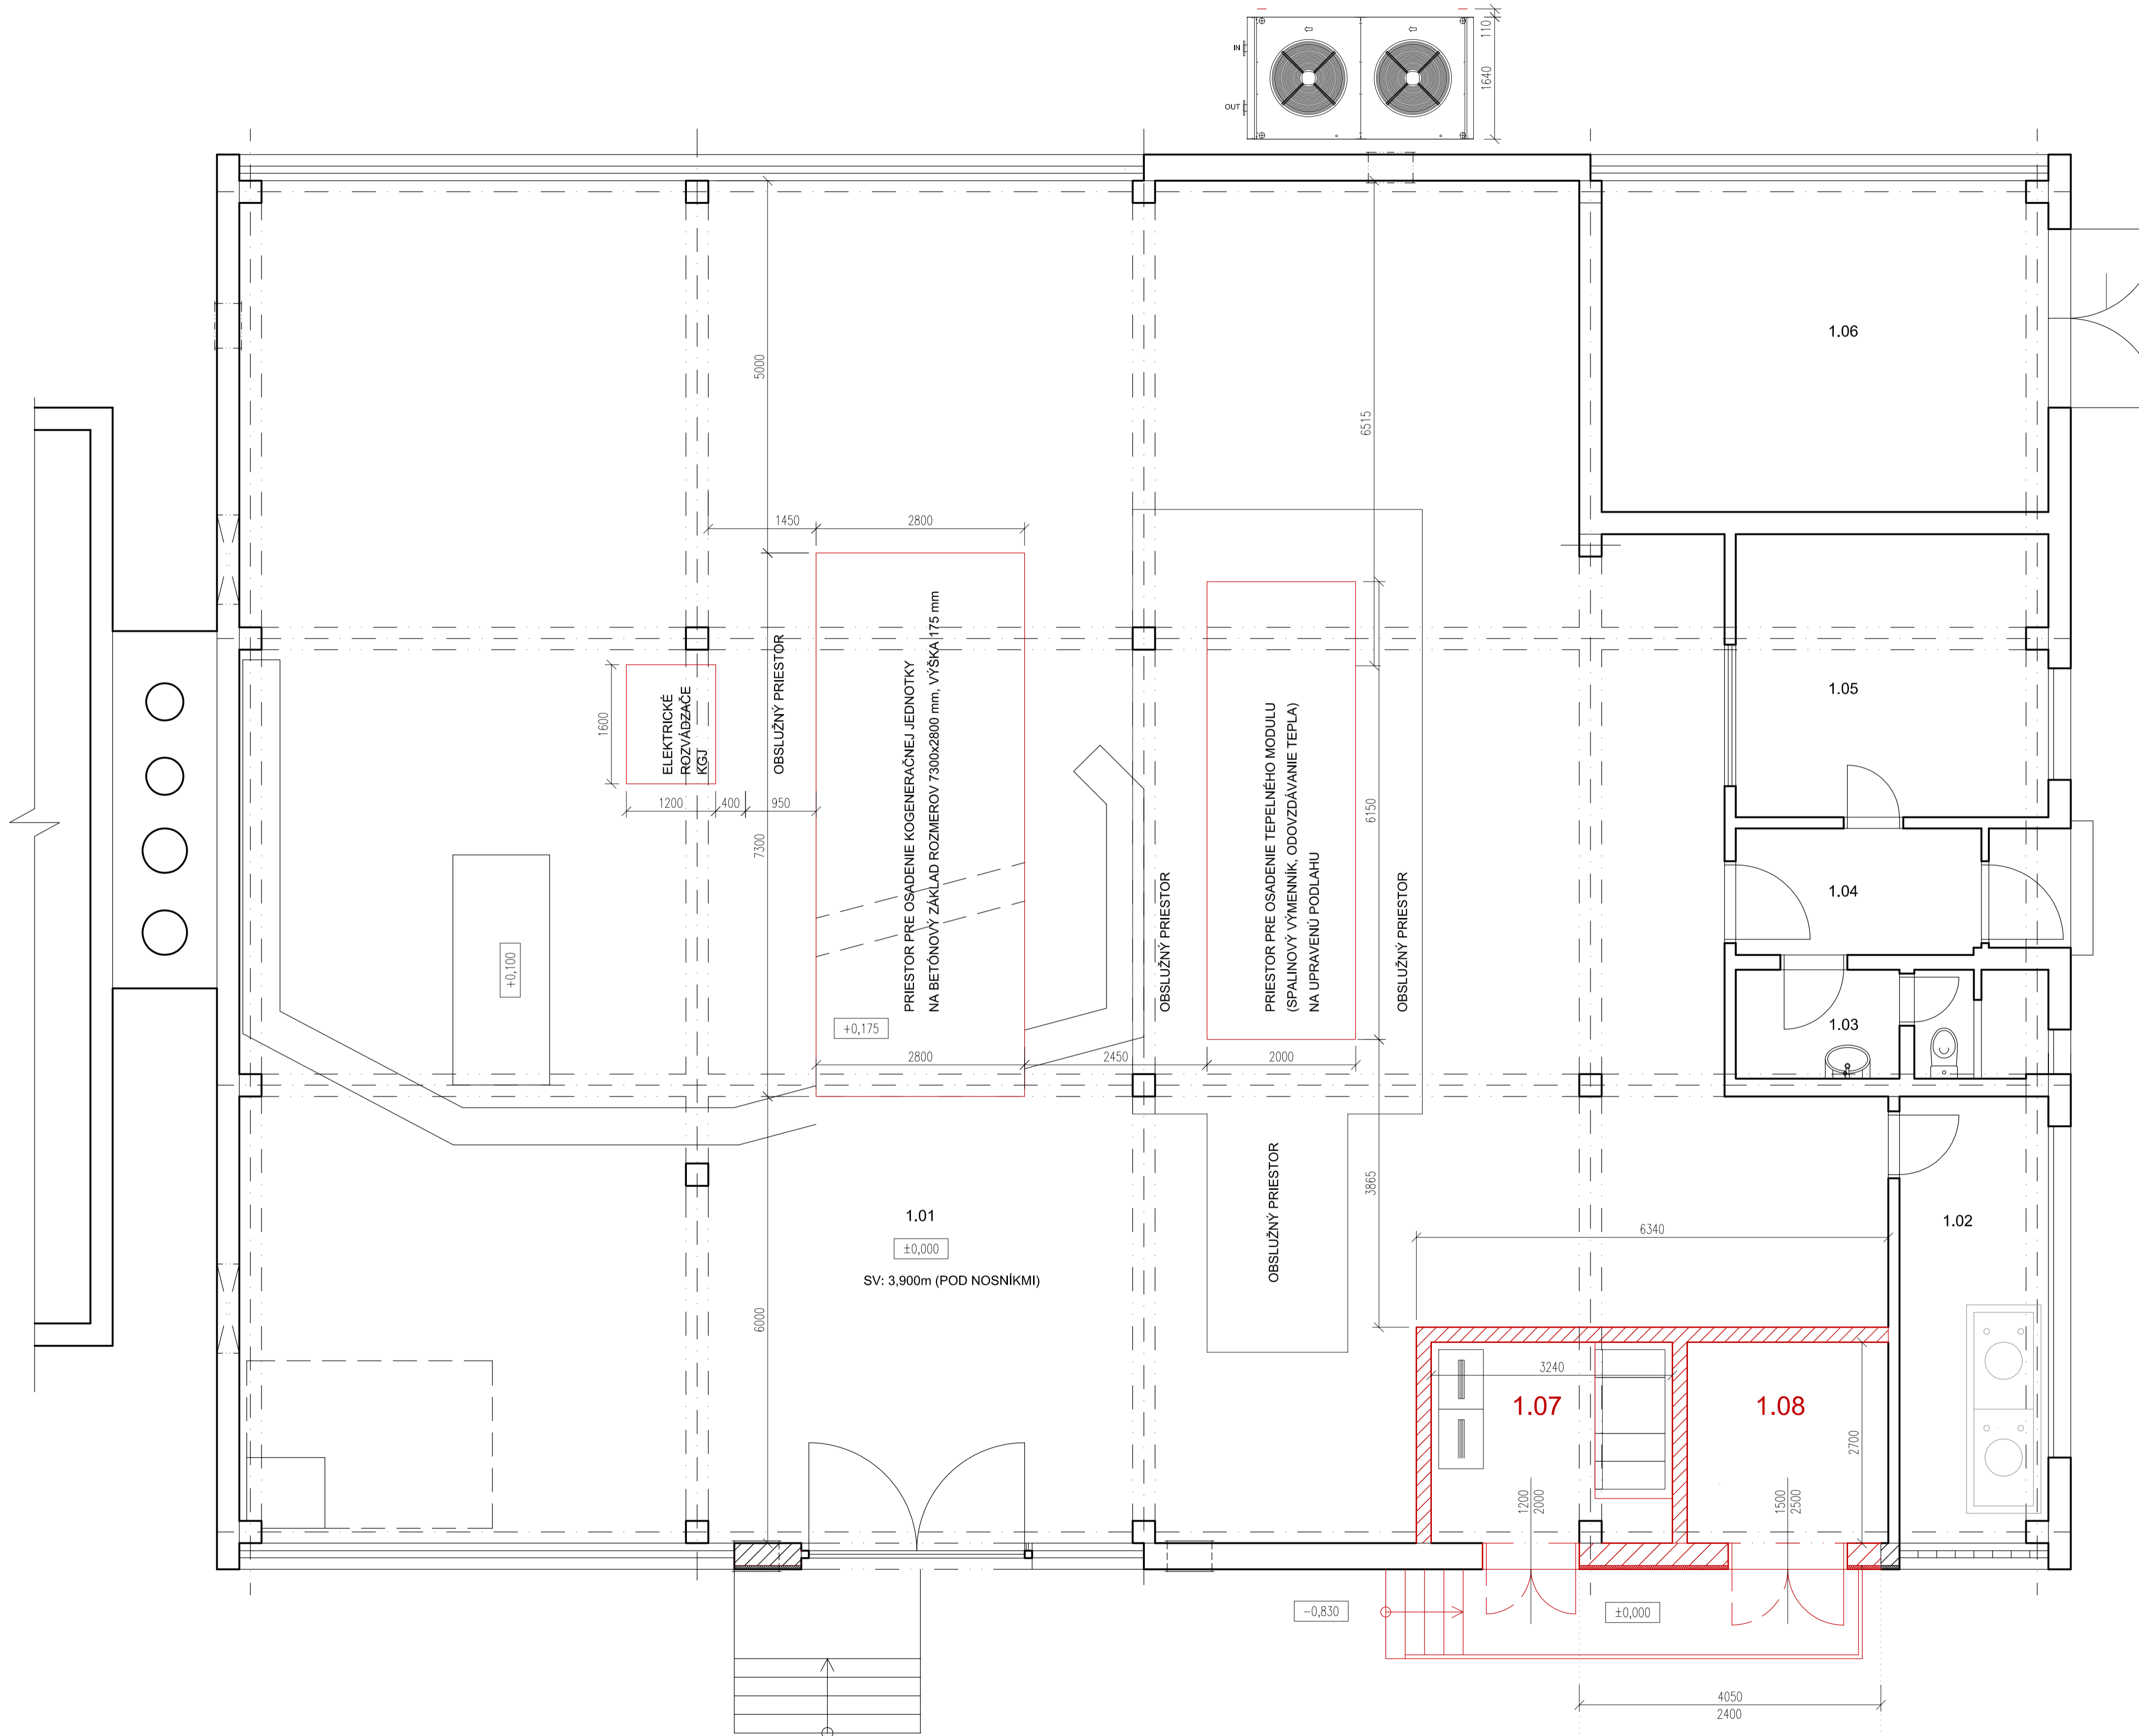 110
IN
1640
OUT
1.06
5000
6515
1450
2800
1.05
ELEKTRICKÉ
ROZVÁDZAČE
KGJ
1600
1200
400
950
OBSLUŽNÝ PRIESTOR
7300
PRIESTOR PRE OSADENIE KOGENERAČNEJ JEDNOTKY
NA BETÓNOVÝ ZÁKLAD ROZMEROV 7300x2800 mm, VÝŠKA 175 mm
PRIESTOR PRE OSADENIE TEPELNÉHO MODULU
(SPALINOVÝ VÝMENNÍK, ODOVZDÁVANIE TEPLA)
NA UPRAVENÚ PODLAHU
6150
OBSLUŽNÝ PRIESTOR
OBSLUŽNÝ PRIESTOR
1.04
+0,100
+0,175
1.03
2800
2450
2000
OBSLUŽNÝ PRIESTOR
3865
1.01
±0,000
SV: 3,900m (POD NOSNÍKMI)
1.02
6340
6000
3240
1.07
1.08
2700
1200
2000
1500
2500
-0,830
±0,000
4050
2400